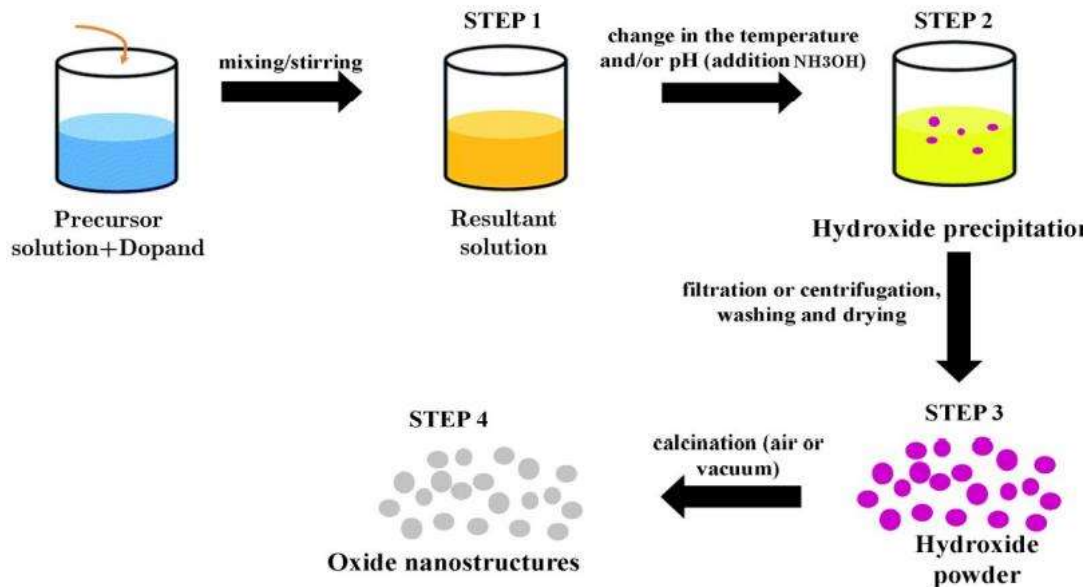 STEP 1
STEP 2
mixing/stirring
change in the temperature
and/or pH (addition NH3OH)
Precursor
solution+Dopand
Resultant
solution
Hydroxide precipitation
filtration or centrifugation,
washing and drying
STEP 3
STEP 4
calcination (air or
vacuum)
Oxide nanostructures
Hydroxide
powder